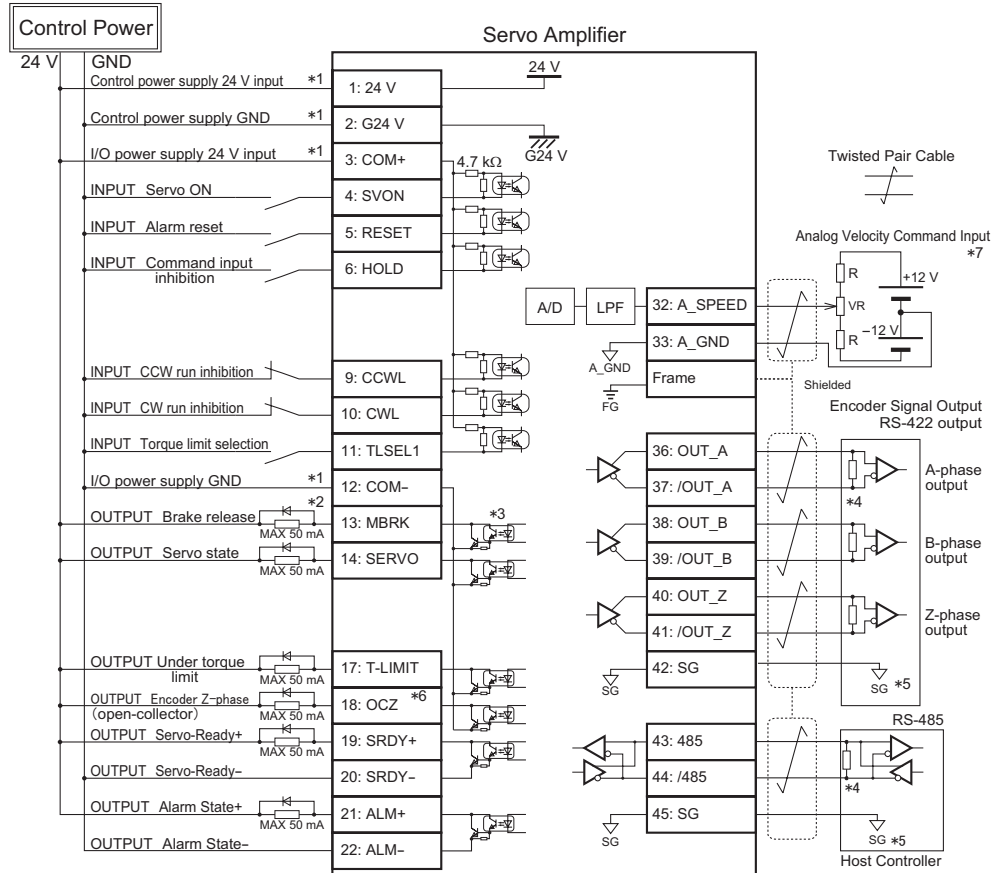 Control Power
Servo Amplifier
24 V
GND
Control power supply 24 V input *1
1: 24 V
24 V
Control power supply GND *1
2: G24 V
G24 V
I/O power supply 24 V input *1
3: COM+
4.7 kΩ
INPUT Servo ON
4: SVON
INPUT Alarm reset
5: RESET
INPUT Command input
inhibition
6: HOLD
INPUT CCW run inhibition
9: CCWL
INPUT CW run inhibition
10: CWL
INPUT Torque limit selection
11: TLSEL1
I/O power supply GND *1
12: COM−
OUTPUT Brake release
*2
MAX 50 mA
13: MBRK
*3
OUTPUT Servo state
MAX 50 mA
14: SERVO
OUTPUT Under torque
limit
MAX 50 mA
17: T-LIMIT
OUTPUT Encoder Z−phase
(open-collector)
MAX 50 mA
18: OCZ *6
OUTPUT Servo-Ready+
MAX 50 mA
19: SRDY+
OUTPUT Servo-Ready−
20: SRDY−
OUTPUT Alarm State+
MAX 50 mA
21: ALM+
OUTPUT Alarm State−
22: ALM−
Twisted Pair Cable
Analog Velocity Command Input
*7
R
+12 V
VR
−12 V
R
A/D
LPF
32: A_SPEED
33: A_GND
A_GND
Frame
FG
Shielded
Encoder Signal Output
RS-422 output
36: OUT_A
37: /OUT_A
*4
A-phase
output
38: OUT_B
39: /OUT_B
B-phase
output
40: OUT_Z
41: /OUT_Z
Z-phase
output
42: SG
SG
SG *5
RS-485
43: 485
44: /485
*4
45: SG
SG
SG *5
Host Controller